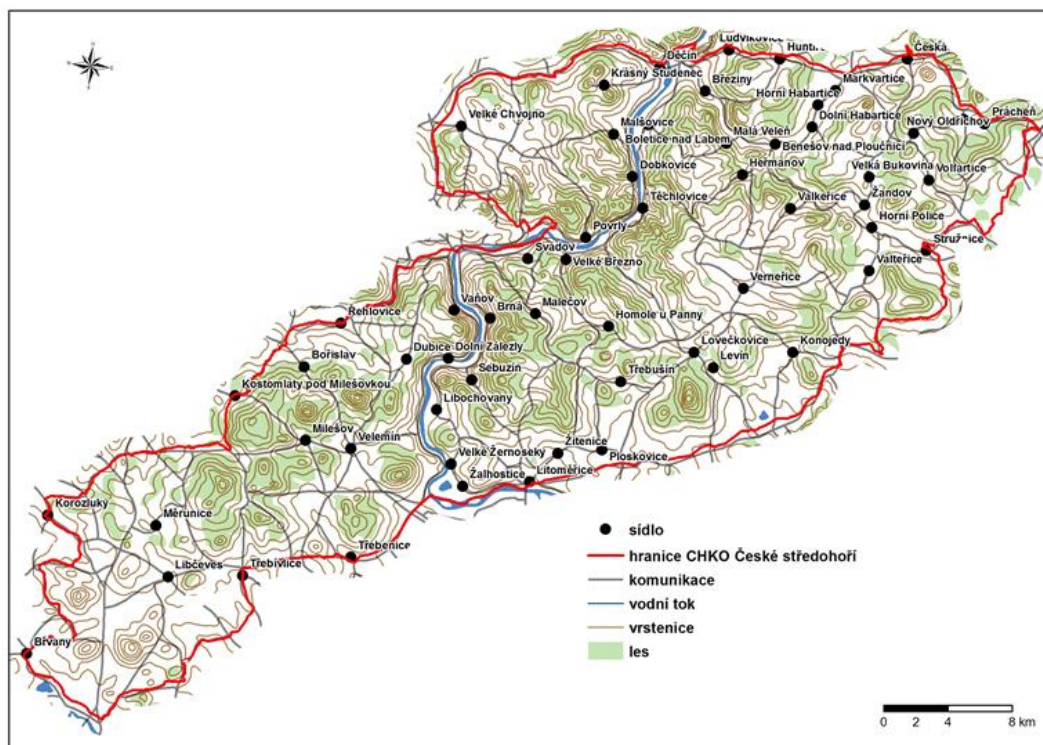 Ludvíkovice
Děčín
Česká
Krásný Studenec
Březiny
Markvartice
Horní Habartice
Prácheň
Velké Chvojno
Malšovice
Dolní Habartice
Nový Oldřichov
Boletice nad Labem
Malá Veleň
Benešov nad Ploučnicí
Dobkovice
Heřmanov
Velká Bukovina
Volfartice
Těchlovice
Valkeřice
Žandov
Horní Police
Povrly
Stružnice
Svádov
Velké Březno
Valteřice
Verneřice
Vaňov
Brná
Malečov
Řehlovice
Homole u Panny
Dubice
Dolní Zálezly
Lovečkovice
Konojedy
Bořislav
Levín
Sebuzín
Třebušín
Kostomlaty pod Milešovkou
Libochovany
Milešov
Velemín
Žitenice
Ploskovice
Velké Žernoseky
Žalhostice
Litoměřice
Korozluky
Měrunice
Třebenice
Libčeves
Třebívlice
Břvany
sídlo
hranice CHKO České středohoří
komunikace
vodní tok
vrstenice
les
0 2 4 8 km